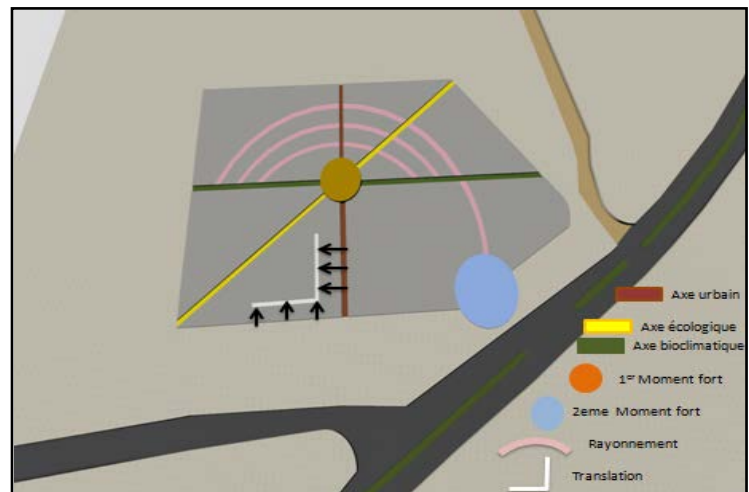 Axe urbain
Axe écologique
Axe bioclimatique
1er Moment fort
2eme Moment fort
Rayonnement
Translation